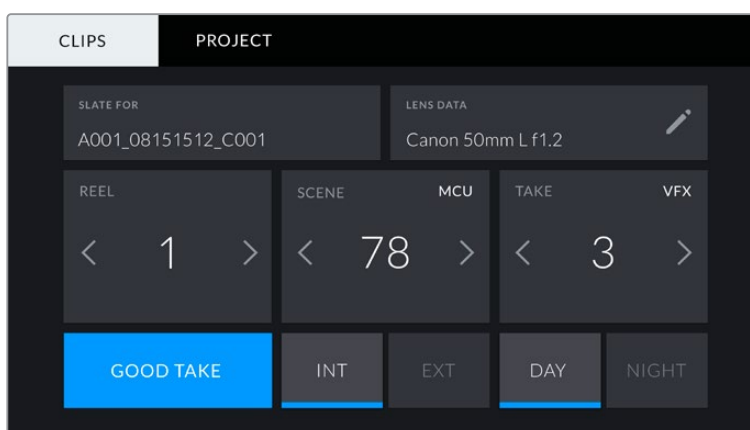 CLIPS PROJECT
SLATE FOR
A001_08151512_C001
LENS DATA
Canon 50mm L f1.2
REEL
1
SCENE MCU
78
TAKE VFX
3
GOOD TAKE
INT
EXT
DAY
NIGHT